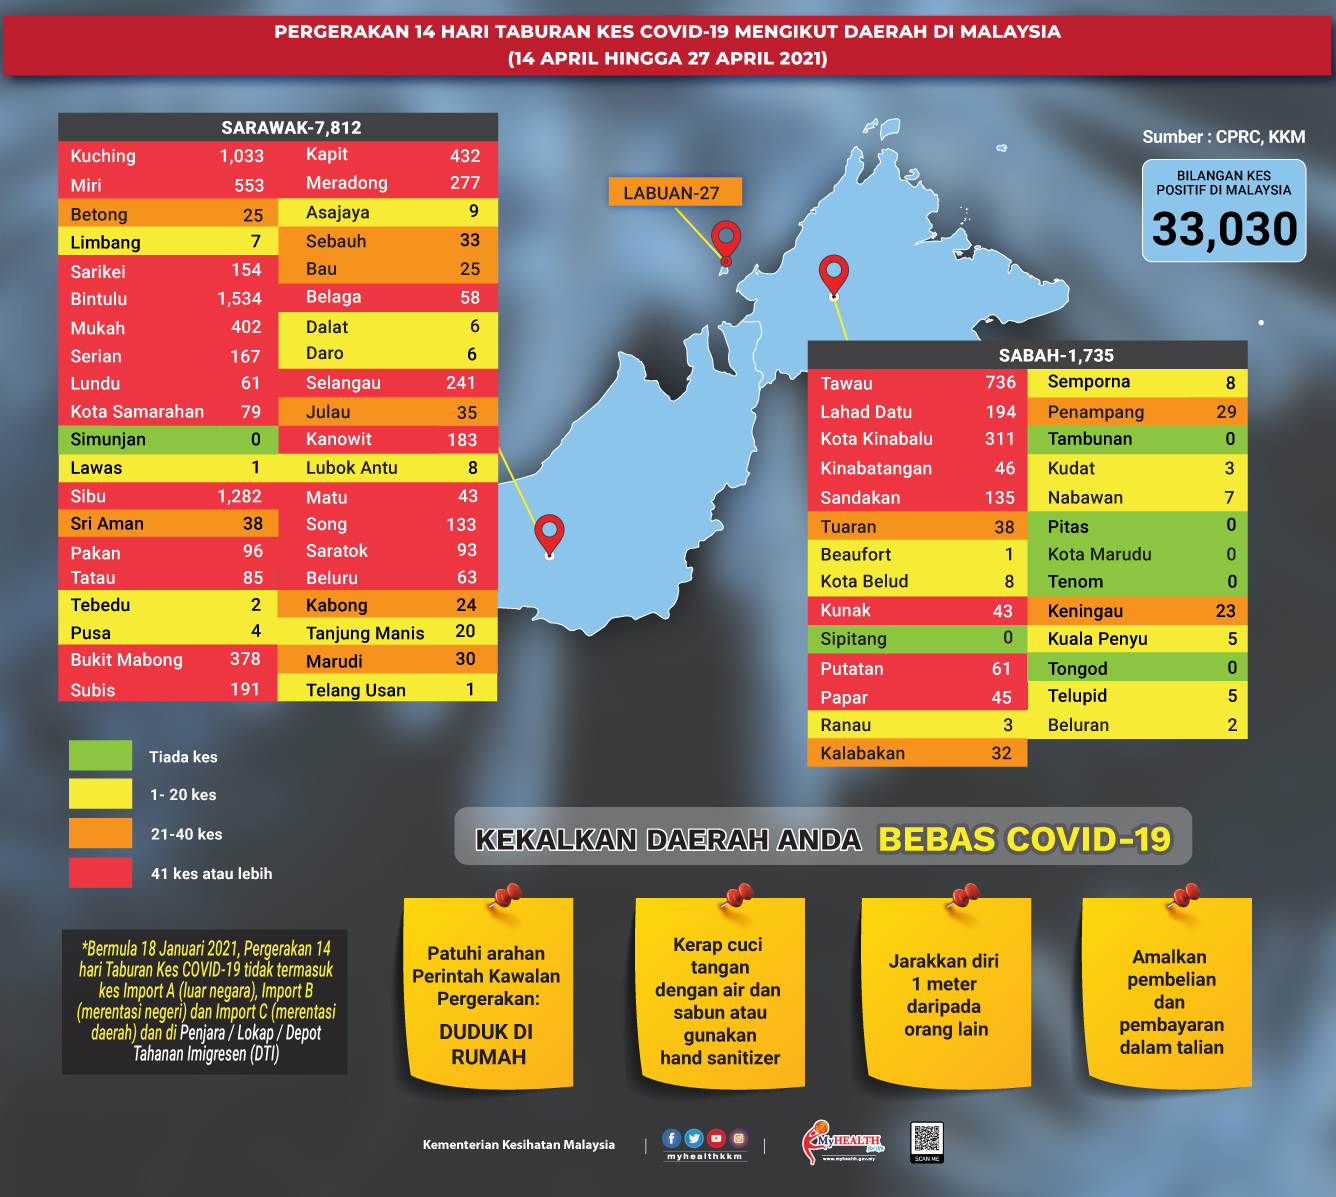 PERGERAKAN 14 HARI TABURAN KES COVID-19 MENGIKUT DAERAH DI MALAYSIA
(14 APRIL HINGGA 27 APRIL 2021)
SARAWAK-7,812
Kuching 1,033 Kapit 432
Miri 553 Meradong 277
Betong 25 Asajaya 9
Limbang 7 Sebauh 33
Sarikei 154 Bau 25
Bintulu 1,534 Belaga 58
Mukah 402 Dalat 6
Serian 167 Daro 6
Lundu 61 Selangau 241
Kota Samarahan 79 Julau 35
Simunjan 0 Kanowit 183
Lawas 1 Lubok Antu 8
Sibu 1,282 Matu 43
Sri Aman 38 Song 133
Pakan 96 Saratok 93
Tatau 85 Beluru 63
Tebedu 2 Kabong 24
Pusa 4 Tanjung Manis 20
Bukit Mabong 378 Marudi 30
Subis 191 Telang Usan 1
LABUAN-27
Sumber : CPRC, KKM
BILANGAN KES
POSITIF DI MALAYSIA
33,030
SABAH-1,735
Tawau 736 Semporna 8
Lahad Datu 194 Penampang 29
Kota Kinabalu 311 Tambunan 0
Kinabatangan 46 Kudat 3
Sandakan 135 Nabawan 7
Tuaran 38 Pitas 0
Beaufort 1 Kota Marudu 0
Kota Belud 8 Tenom 0
Kunak 43 Keningau 23
Sipitang 0 Kuala Penyu 5
Putatan 61 Tongod 0
Papar 45 Telupid 5
Ranau 3 Beluran 2
Kalabakan 32
Tiada kes
1- 20 kes
21-40 kes
41 kes atau lebih
*Bermula 18 Januari 2021, Pergerakan 14
hari Taburan Kes COVID-19 tidak termasuk
kes Import A (luar negara), Import B
(merentasi negeri) dan Import C (merentasi
daerah) dan di Penjara / Lokap / Depot
Tahanan Imigresen (DTI)
KEKALKAN DAERAH ANDA BEBAS COVID-19
Patuhi arahan
Perintah Kawalan
Pergerakan:
DUDUK DI
RUMAH
Kerap cuci
tangan
dengan air dan
sabun atau
gunakan
hand sanitizer
Jarakkan diri
1 meter
daripada
orang lain
Amalkan
pembelian
dan
pembayaran
dalam talian
Kementerian Kesihatan Malaysia
myhealthkkm
MyHEALTH
for life
www.myhealth.gov.my
SCAN ME